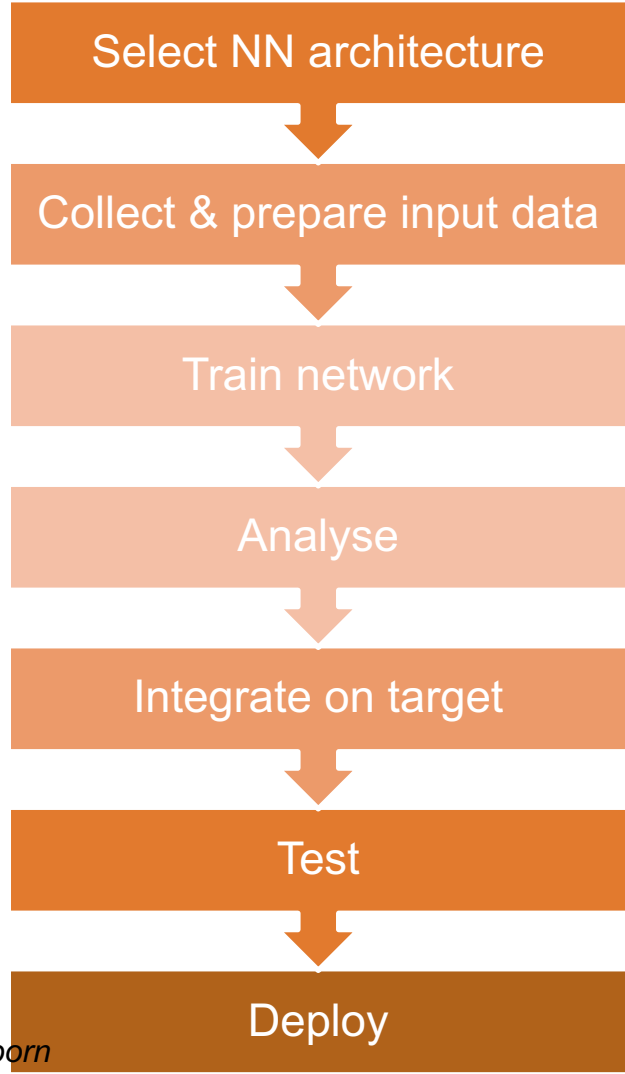 Select NN architecture
Collect & prepare input data
Train network
Analyse
Integrate on target
Test
Deploy